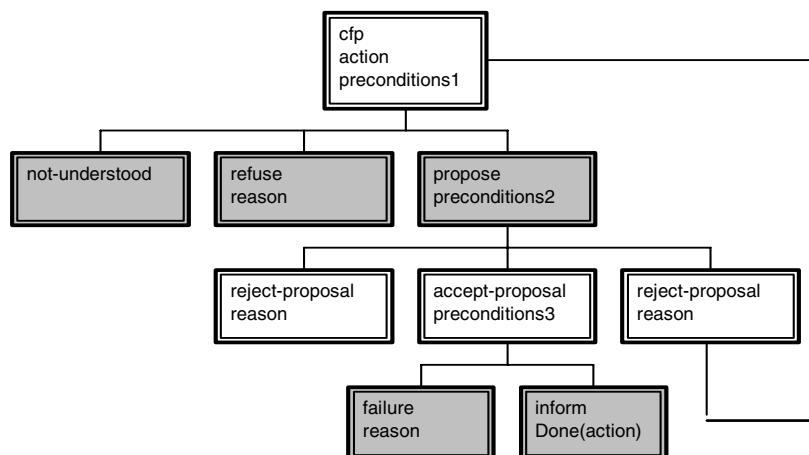 cfp
action
preconditions1
not-understood
refuse
reason
propose
preconditions2
reject-proposal
reason
accept-proposal
preconditions3
reject-proposal
reason
failure
reason
inform
Done(action)